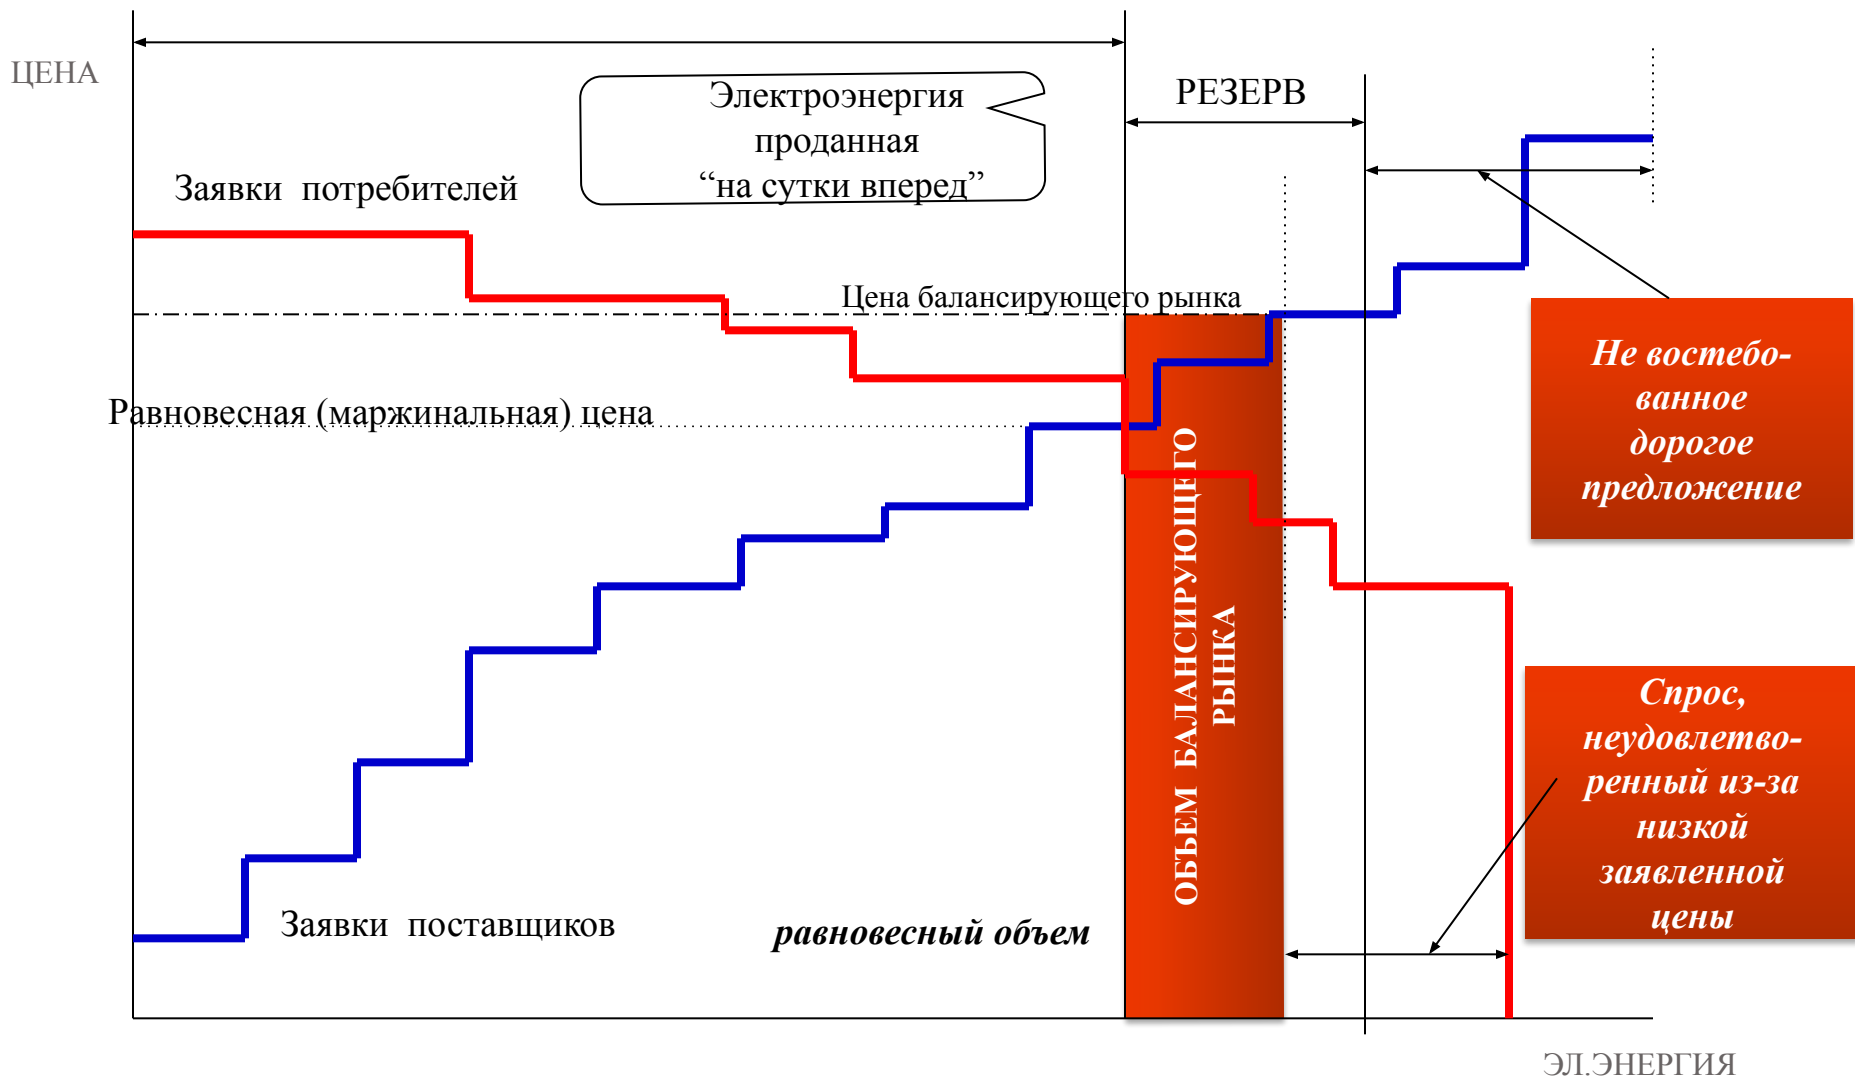 ЦЕНА
Электроэнергия
проданная
“на сутки вперед”
РЕЗЕРВ
Заявки потребителей
Цена балансирующего рынка
Не востебо-
ванное
дорогое
предложение
Равновесная (маржинальная) цена
ОБЪЕМ БАЛАНСИРУЮЩЕГО
РЫНКА
Спрос,
неудовлетво-
ренный из-за
низкой
заявленной
цены
Заявки поставщиков
равновесный объем
ЭЛ.ЭНЕРГИЯ